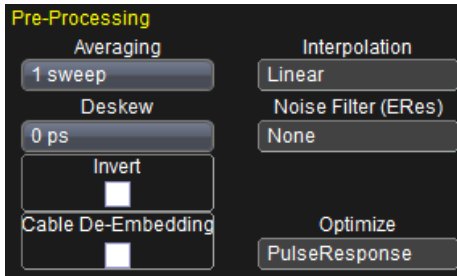 Pre-Processing
Averaging
Interpolation
1 sweep
Linear
Deskew
Noise Filter (ERes)
0 ps
None
Invert
Cable De-Embedding
Optimize
PulseResponse